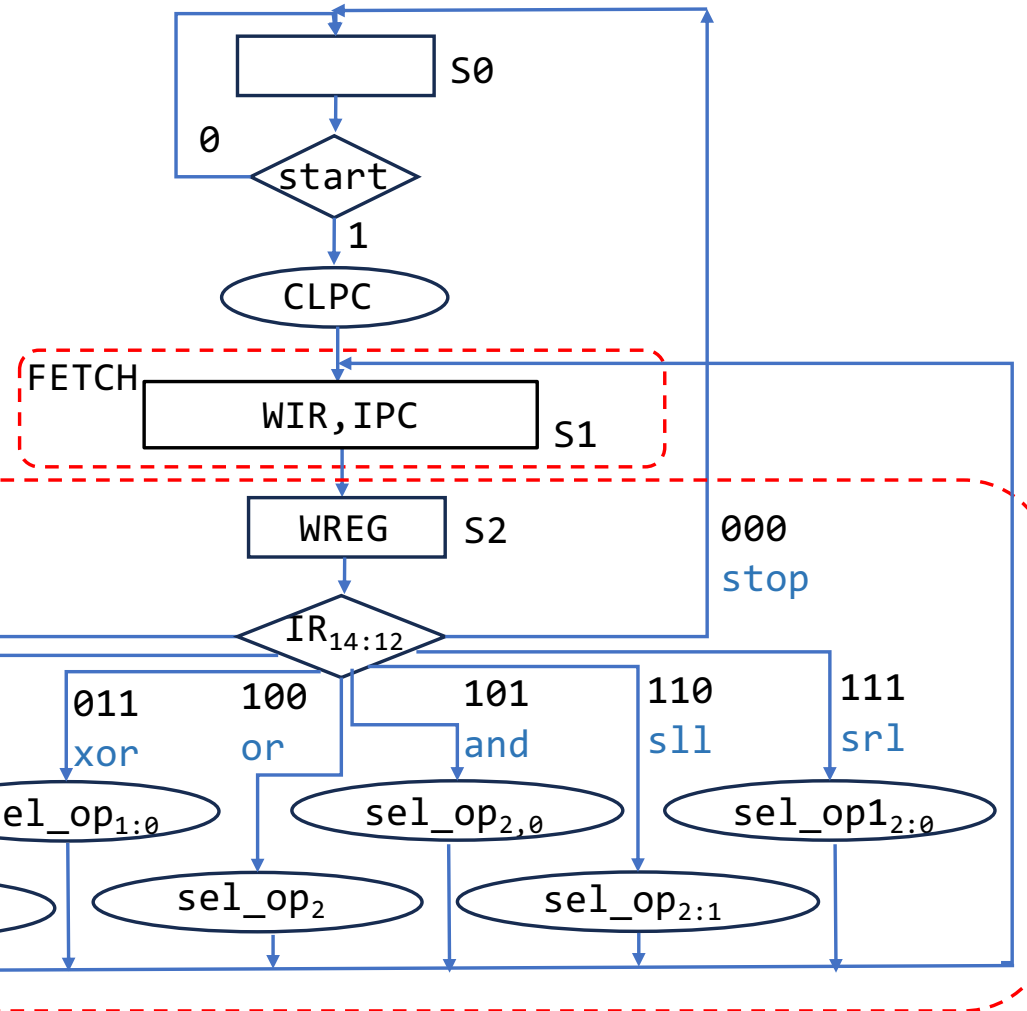 S0
0
start
1
CLPC
FETCH
WIR,IPC
S1
WREG
S2
000
stop
IR14:12
011
xor
100
or
101
and
110
sll
111
srl
el_op1:0
sel_op2,0
sel_op12:0
sel_op2
sel_op2:1